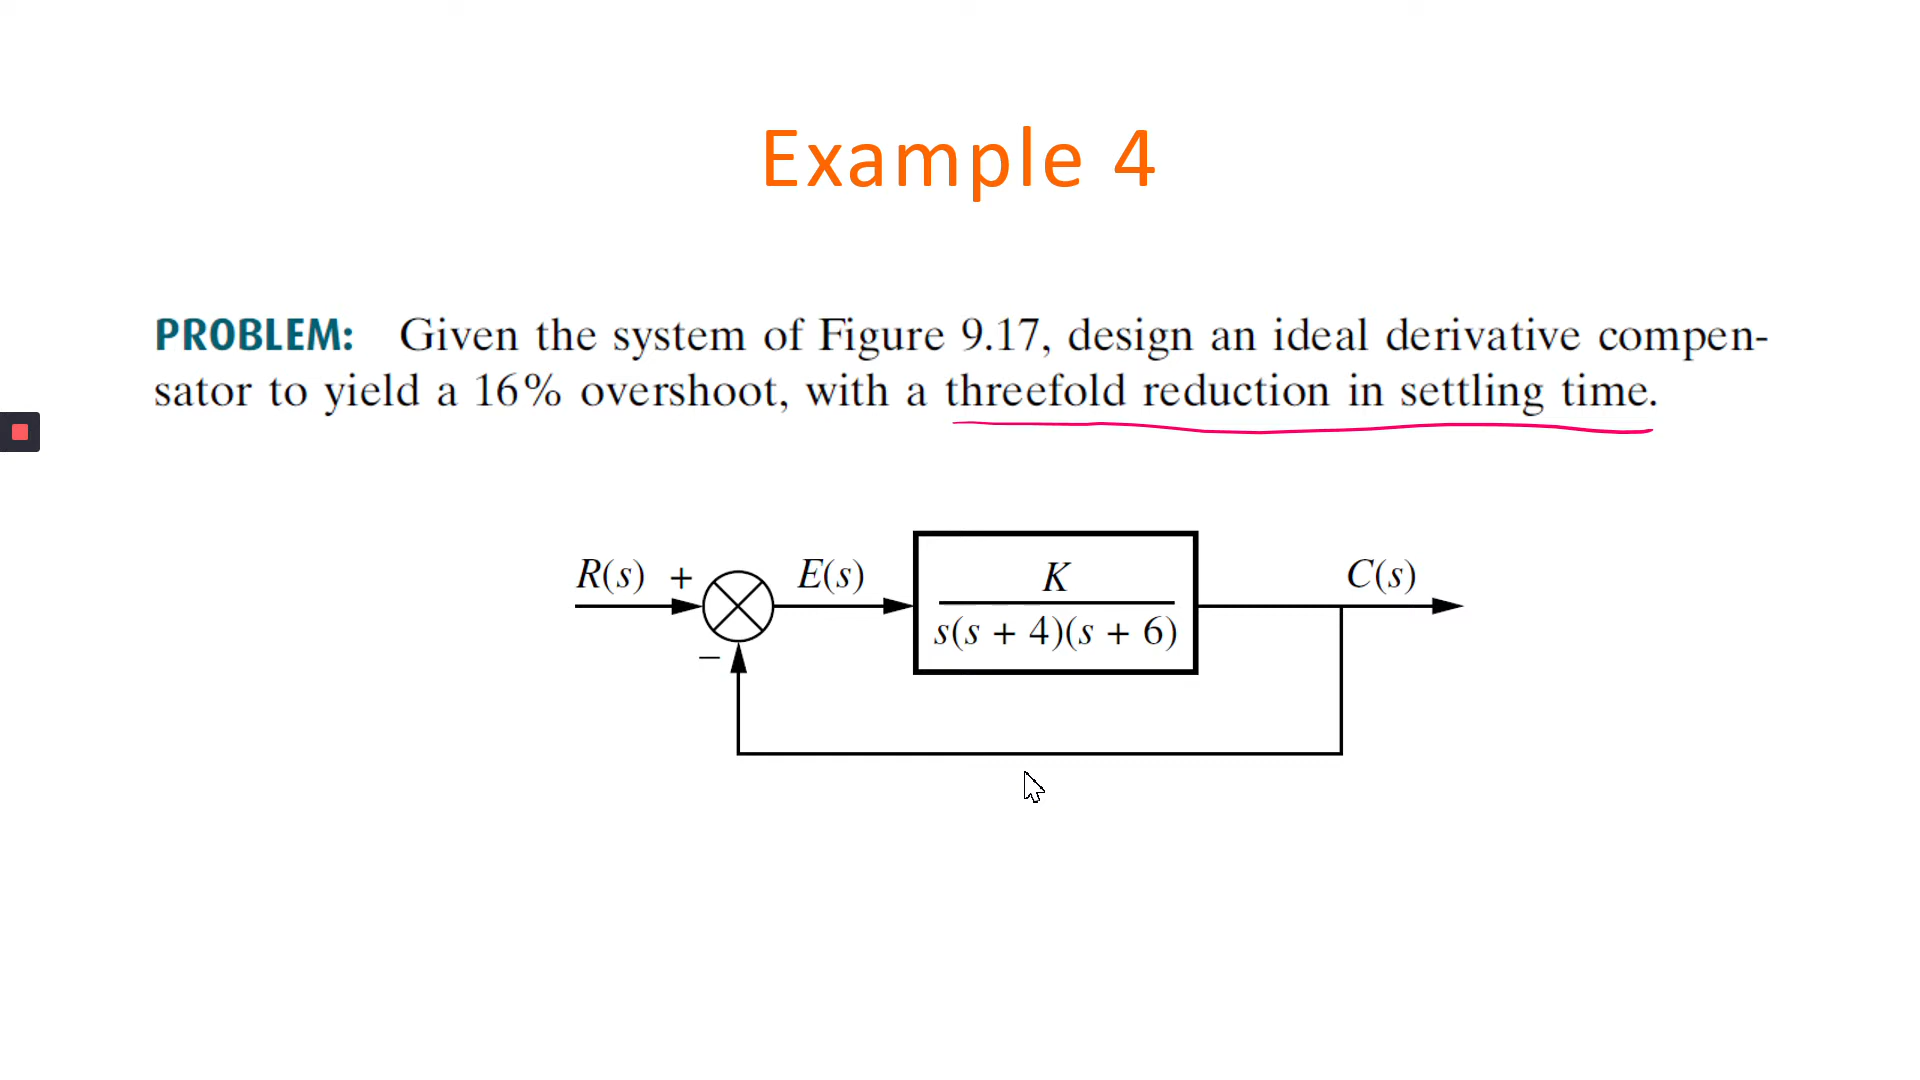 Example 4
PROBLEM: Given the system of Figure 9.17, design an ideal derivative compen-
sator to yield a 16% overshoot, with a threefold reduction in settling time.
R(s) + E(s) K C(s)
s(s + 4)(s + 6)
−